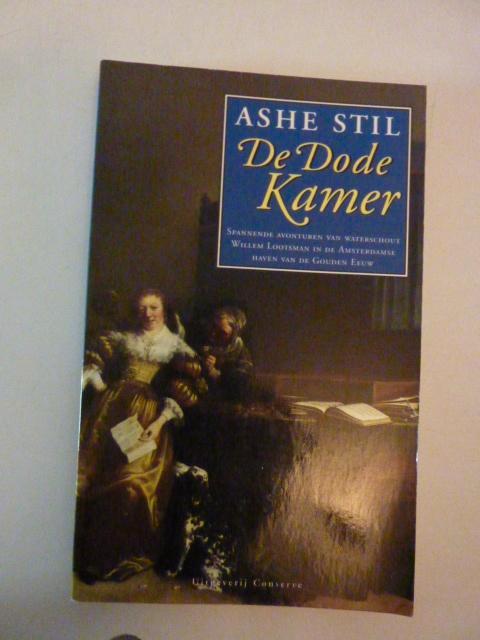 ASHE STIL
De Dode
Kamer
SPANNENDE AVONTUREN VAN WATERSCHOUT
WILLEM LOOTSMAN IN DE AMSTERDAMSE
HAVEN VAN DE GOUDEN EEUW
Uitgeverij Conserve